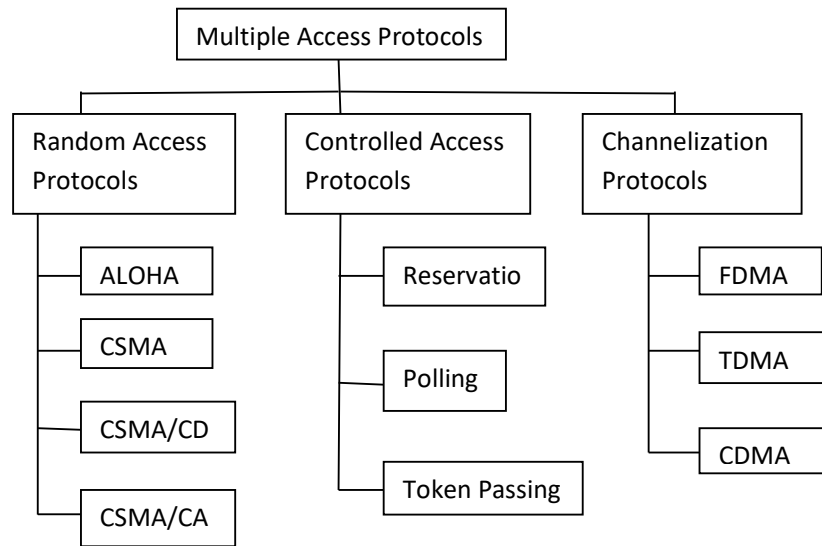 Multiple Access Protocols
Random Access
Protocols
ALOHA
CSMA
CSMA/CD
CSMA/CA
Controlled Access
Protocols
Reservatio
Polling
Token Passing
Channelization
Protocols
FDMA
TDMA
CDMA